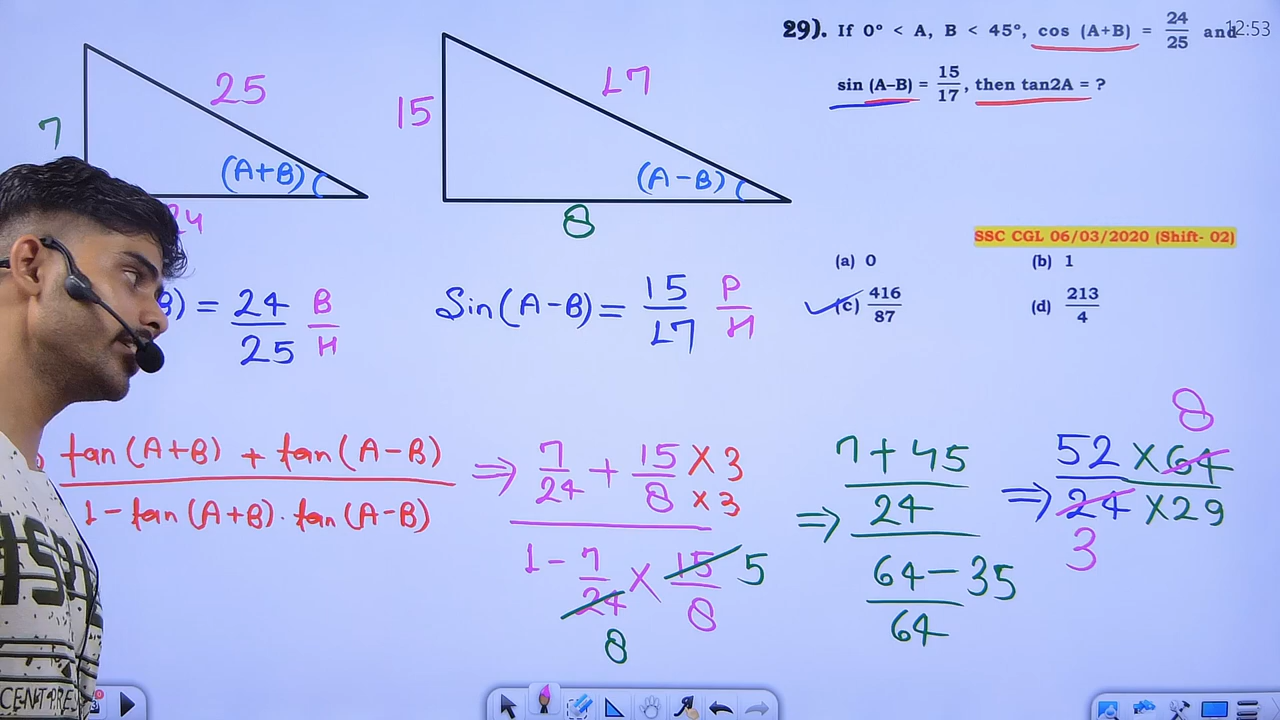 29). If 0° < A, B < 45°, cos (A+B) = 24/25 and
12:53
sin (A–B) = 15/17, then tan2A = ?
SSC CGL 06/03/2020 (Shift- 02)
(a) 0
(b) 1
(c) 416/87
(d) 213/4
25
7
(A+B)
24
17
15
(A-B)
8
B) = 24/25 B/H
Sin(A-B) = 15/17 P/H
tan(A+B) + tan(A-B)
1 - tan(A+B) . tan(A-B)
⇒ 7/24 + 15/8 × 3 × 3
1 - 7/24 × 15/8 5
8
⇒ 7+45
24
64-35
64
8
⇒ 52 × 64
24 × 29
3
CENTPRES